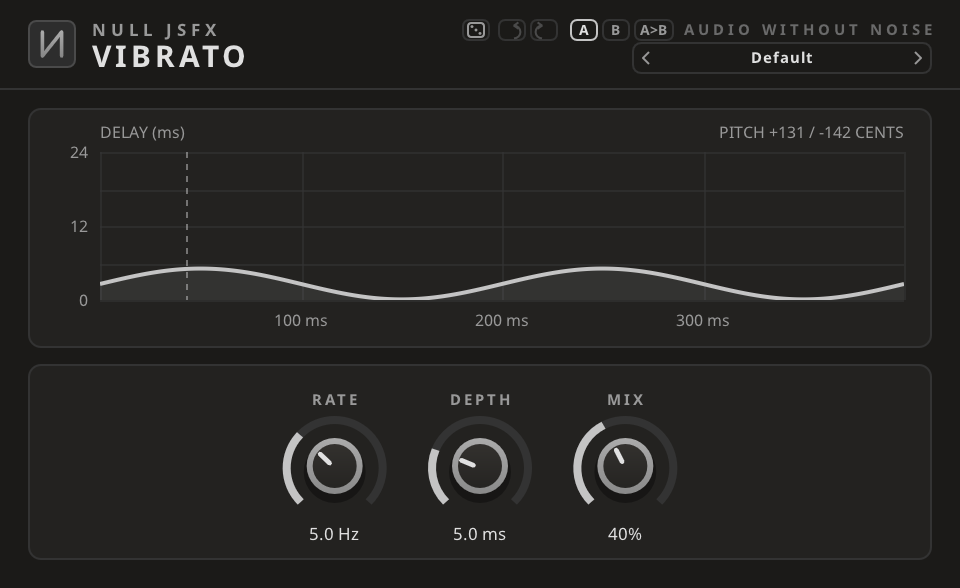 NULL JSFX
VIBRATO
A B A>B AUDIO WITHOUT NOISE
Default
DELAY (ms) PITCH +131 / -142 CENTS
24
12
0
100 ms 200 ms 300 ms
RATE DEPTH MIX
5.0 Hz 5.0 ms 40%